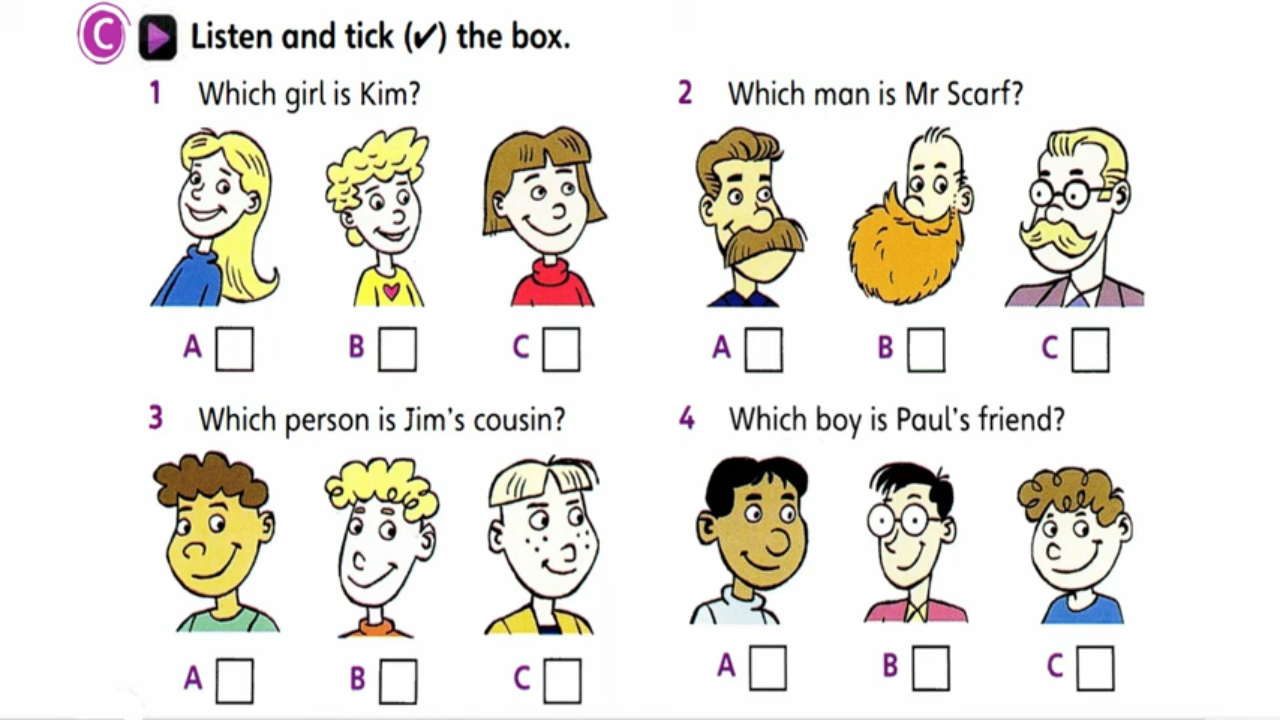 C Listen and tick (✔) the box.
1 Which girl is Kim?
A B C
2 Which man is Mr Scarf?
A B C
3 Which person is Jim's cousin?
A B C
4 Which boy is Paul's friend?
A B C